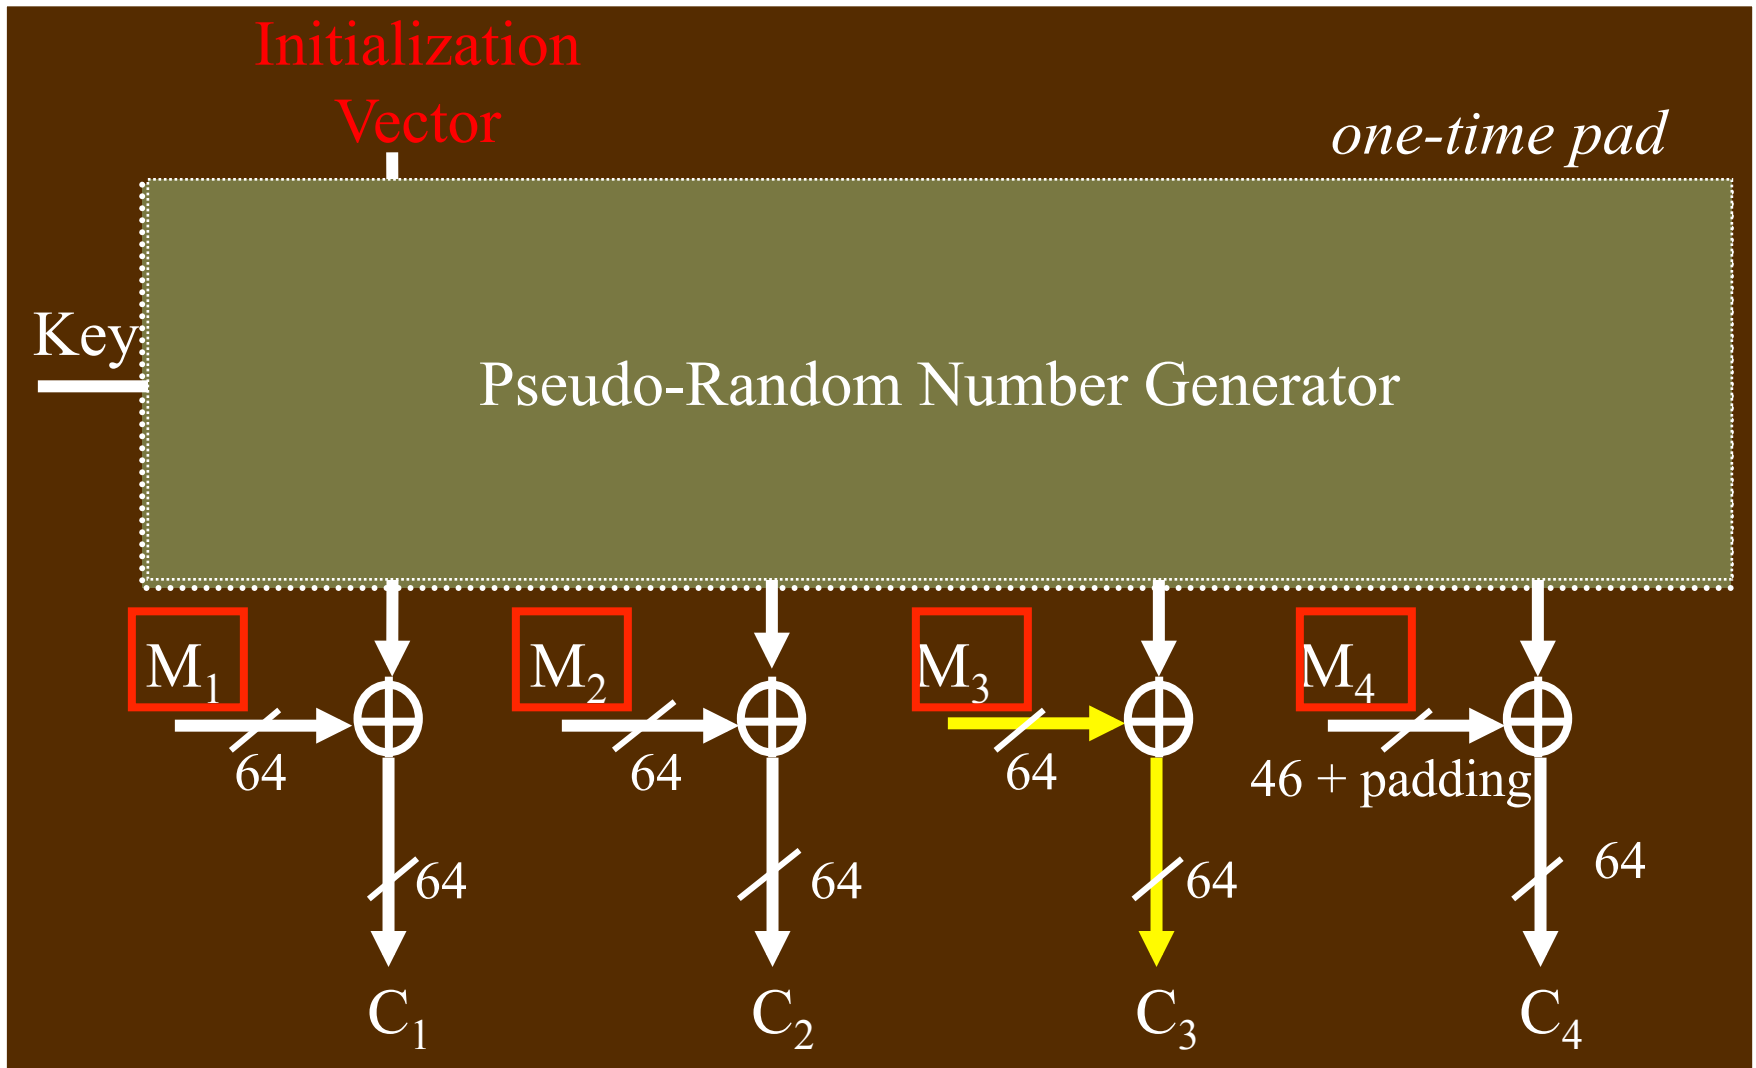 Initialization
Vector
one-time pad
Key
Pseudo-Random Number Generator
M1 M2 M3 M4
64 64 64 46 + padding
64 64 64 64
C1 C2 C3 C4